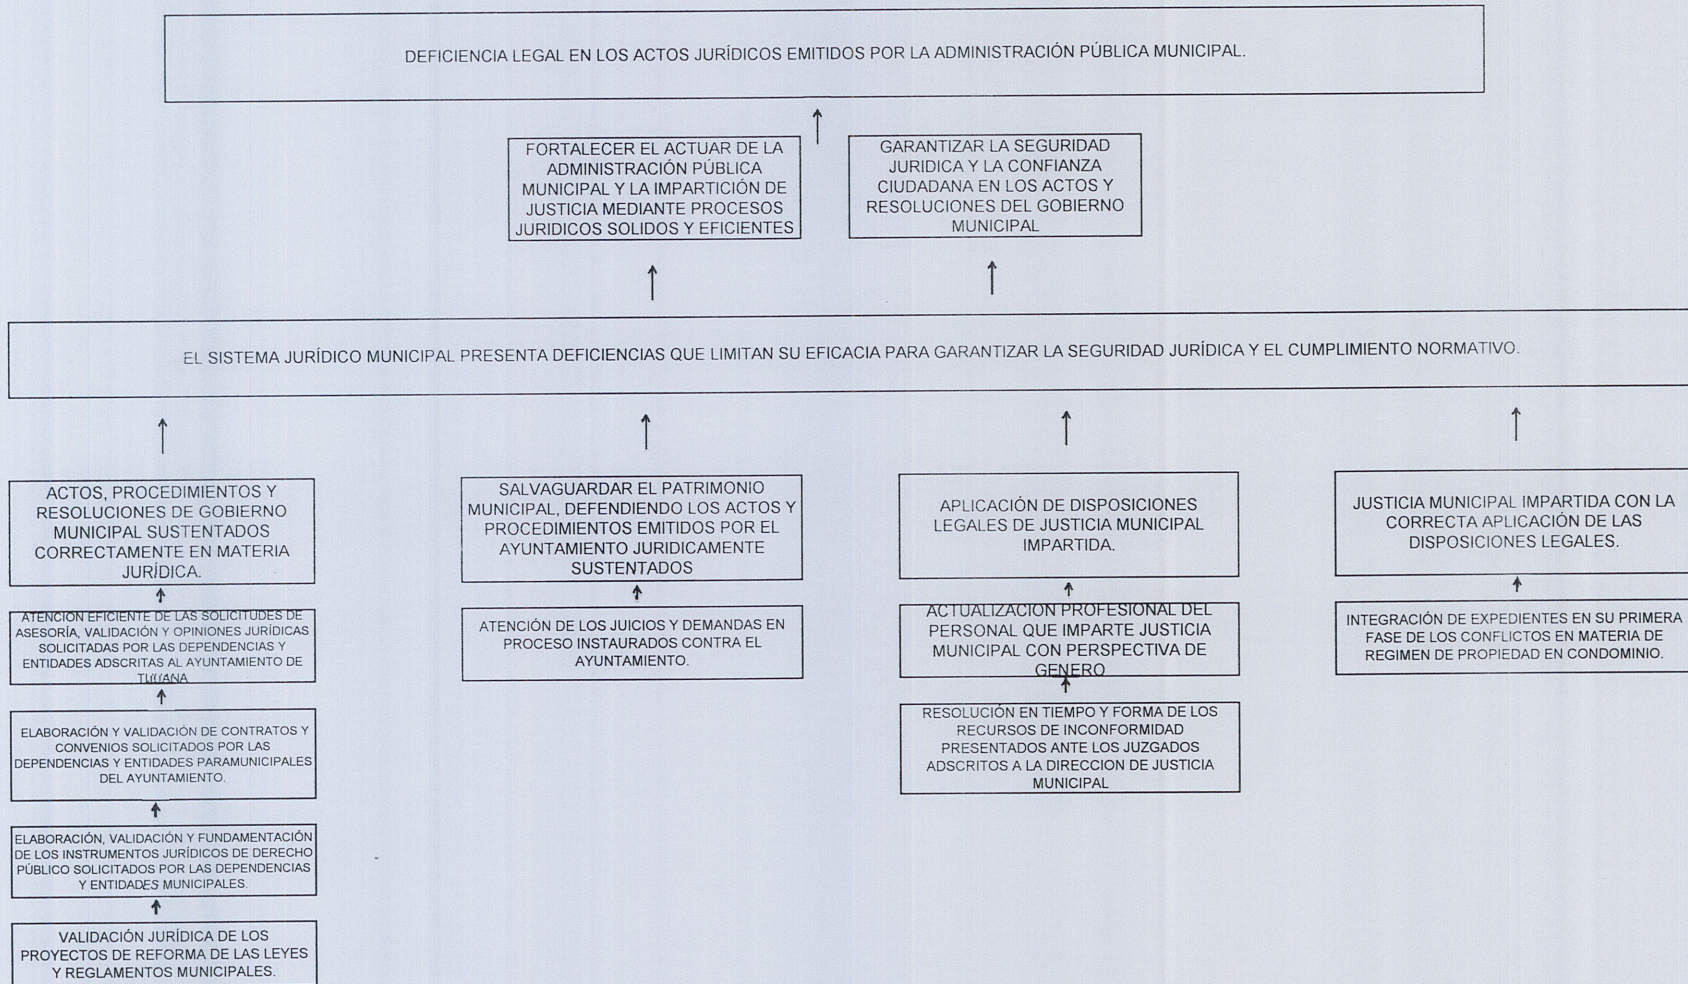 DEFICIENCIA LEGAL EN LOS ACTOS JURÍDICOS EMITIDOS POR LA ADMINISTRACIÓN PÚBLICA MUNICIPAL.
FORTALECER EL ACTUAR DE LA
ADMINISTRACIÓN PÚBLICA
MUNICIPAL Y LA IMPARTICIÓN DE
JUSTICIA MEDIANTE PROCESOS
JURIDICOS SOLIDOS Y EFICIENTES
GARANTIZAR LA SEGURIDAD
JURIDICA Y LA CONFIANZA
CIUDADANA EN LOS ACTOS Y
RESOLUCIONES DEL GOBIERNO
MUNICIPAL
EL SISTEMA JURÍDICO MUNICIPAL PRESENTA DEFICIENCIAS QUE LIMITAN SU EFICACIA PARA GARANTIZAR LA SEGURIDAD JURÍDICA Y EL CUMPLIMIENTO NORMATIVO.
ACTOS, PROCEDIMIENTOS Y
RESOLUCIONES DE GOBIERNO
MUNICIPAL SUSTENTADOS
CORRECTAMENTE EN MATERIA
JURÍDICA.
ATENCION EFICIENTE DE LAS SOLICITUDES DE
ASESORÍA, VALIDACIÓN Y OPINIONES JURÍDICAS
SOLICITADAS POR LAS DEPENDENCIAS Y
ENTIDADES ADSCRITAS AL AYUNTAMIENTO DE
TIJUANA
ELABORACIÓN Y VALIDACIÓN DE CONTRATOS Y
CONVENIOS SOLICITADOS POR LAS
DEPENDENCIAS Y ENTIDADES PARAMUNICIPALES
DEL AYUNTAMIENTO.
ELABORACIÓN, VALIDACIÓN Y FUNDAMENTACIÓN
DE LOS INSTRUMENTOS JURÍDICOS DE DERECHO
PÚBLICO SOLICITADOS POR LAS DEPENDENCIAS
Y ENTIDADES MUNICIPALES.
VALIDACIÓN JURÍDICA DE LOS
PROYECTOS DE REFORMA DE LAS LEYES
Y REGLAMENTOS MUNICIPALES.
SALVAGUARDAR EL PATRIMONIO
MUNICIPAL, DEFENDIENDO LOS ACTOS Y
PROCEDIMIENTOS EMITIDOS POR EL
AYUNTAMIENTO JURIDICAMENTE
SUSTENTADOS
ATENCIÓN DE LOS JUICIOS Y DEMANDAS EN
PROCESO INSTAURADOS CONTRA EL
AYUNTAMIENTO.
APLICACIÓN DE DISPOSICIONES
LEGALES DE JUSTICIA MUNICIPAL
IMPARTIDA.
ACTUALIZACION PROFESIONAL DEL
PERSONAL QUE IMPARTE JUSTICIA
MUNICIPAL CON PERSPECTIVA DE
GENERO
RESOLUCIÓN EN TIEMPO Y FORMA DE LOS
RECURSOS DE INCONFORMIDAD
PRESENTADOS ANTE LOS JUZGADOS
ADSCRITOS A LA DIRECCION DE JUSTICIA
MUNICIPAL
JUSTICIA MUNICIPAL IMPARTIDA CON LA
CORRECTA APLICACIÓN DE LAS
DISPOSICIONES LEGALES.
INTEGRACIÓN DE EXPEDIENTES EN SU PRIMERA
FASE DE LOS CONFLICTOS EN MATERIA DE
REGIMEN DE PROPIEDAD EN CONDOMINIO.